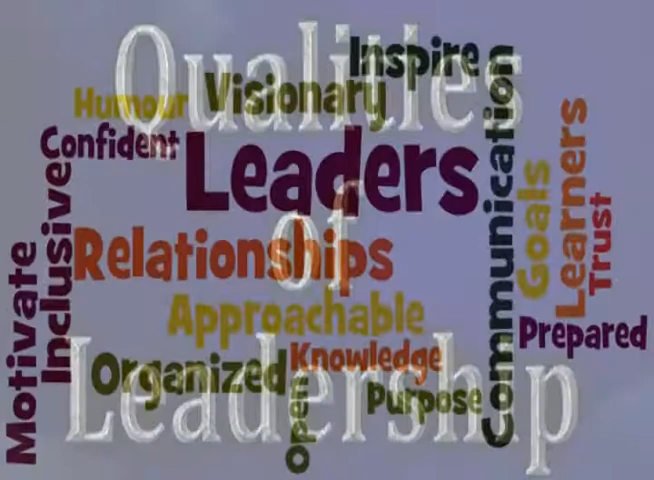 Qualities
of
Leadership
Inspire
Visionary
Humour
Confident
Leaders
Communication
Goals
Learners
Trust
Inclusive
Motivate
Relationships
Approachable
Prepared
Organized
Knowledge
Open
Purpose